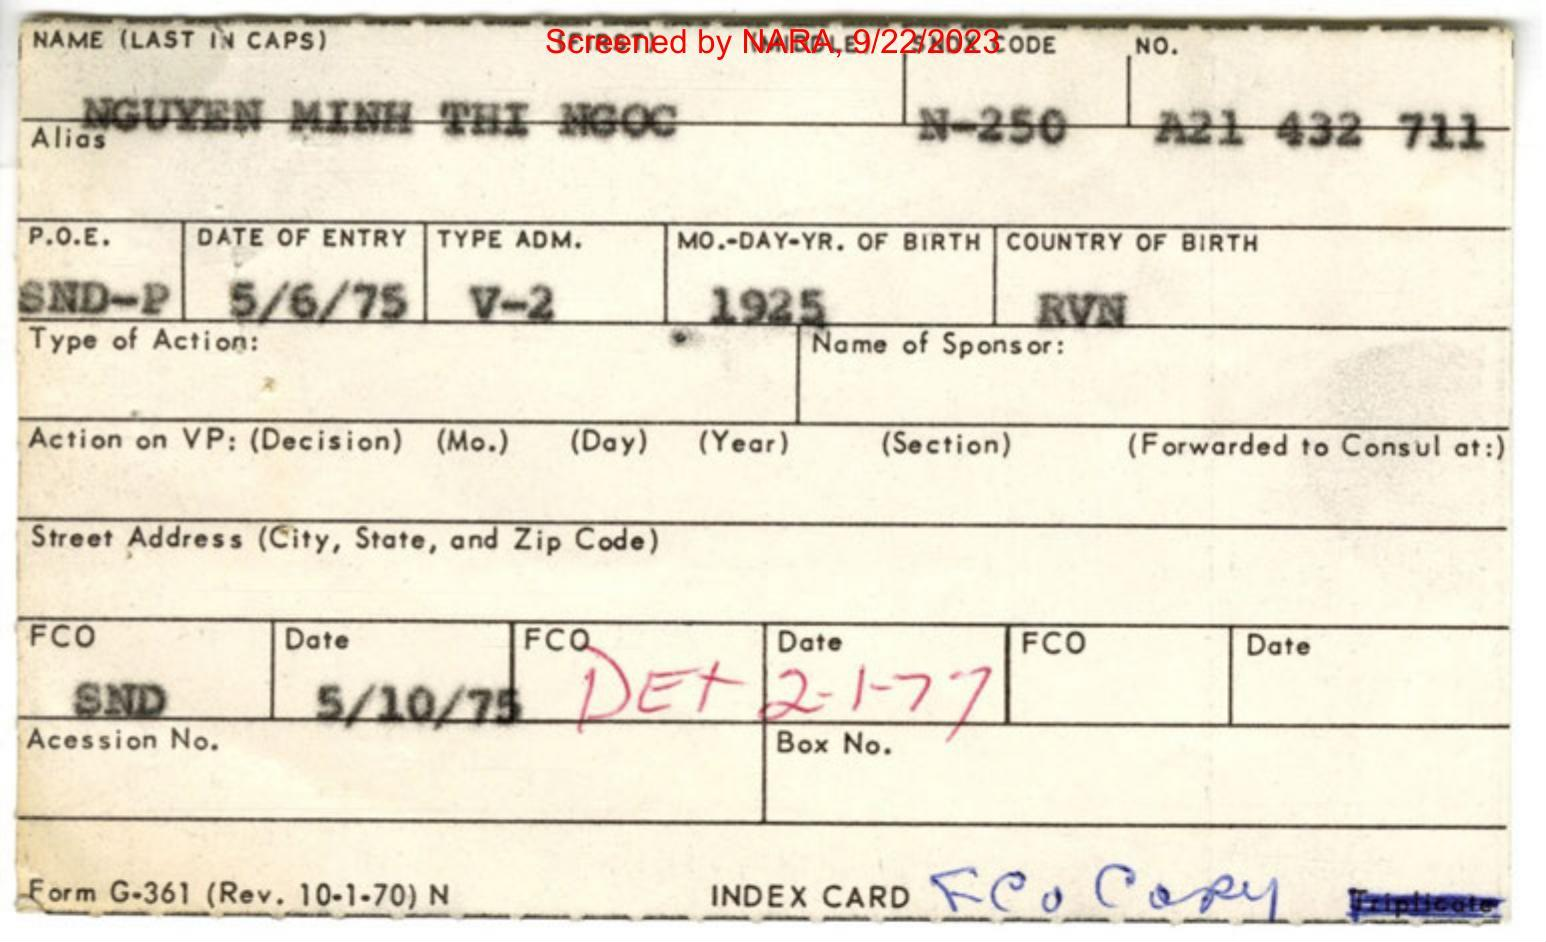 Screened by NARA, 9/22/2023
NAME (LAST IN CAPS) (FIRST) (MIDDLE) SNDX CODE NO.
NGUYEN MINH THI NGOC N-250 A21 432 711
Alias
P.O.E. DATE OF ENTRY TYPE ADM. MO.-DAY-YR. OF BIRTH COUNTRY OF BIRTH
SND-P 5/6/75 V-2 1925 RVN
Type of Action: Name of Sponsor:
Action on VP: (Decision) (Mo.) (Day) (Year) (Section) (Forwarded to Consul at:)
Street Address (City, State, and Zip Code)
FCO Date FCO Date FCO Date
SND 5/10/75 DET 2-1-77
Acession No. Box No.
Form G-361 (Rev. 10-1-70) N INDEX CARD FCo Copy Triplicate